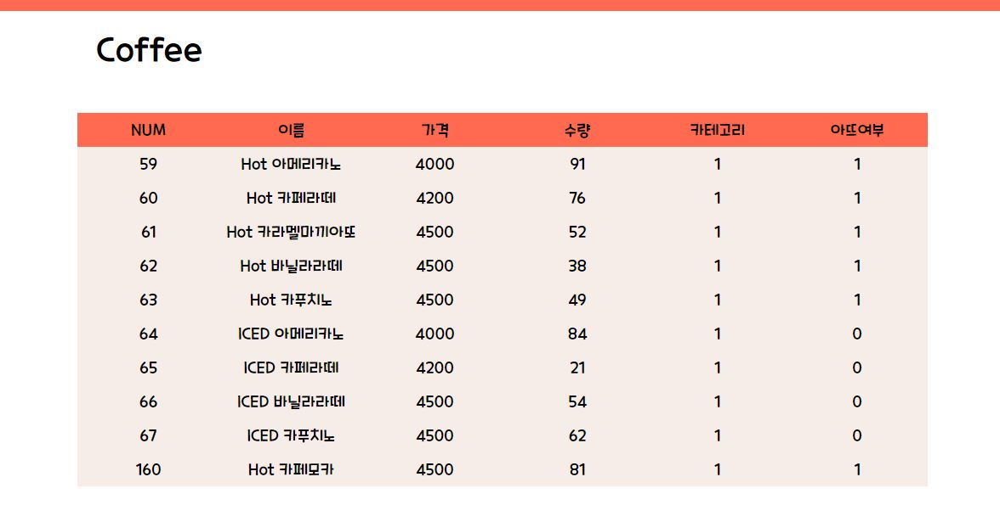 Coffee
NUM 이름 가격 수량 카테고리 아뜨여부
59 Hot 아메리카노 4000 91 1 1
60 Hot 카페라떼 4200 76 1 1
61 Hot 카라멜마끼아또 4500 52 1 1
62 Hot 바닐라라떼 4500 38 1 1
63 Hot 카푸치노 4500 49 1 1
64 ICED 아메리카노 4000 84 1 0
65 ICED 카페라떼 4200 21 1 0
66 ICED 바닐라라떼 4500 54 1 0
67 ICED 카푸치노 4500 62 1 0
160 Hot 카페모카 4500 81 1 1